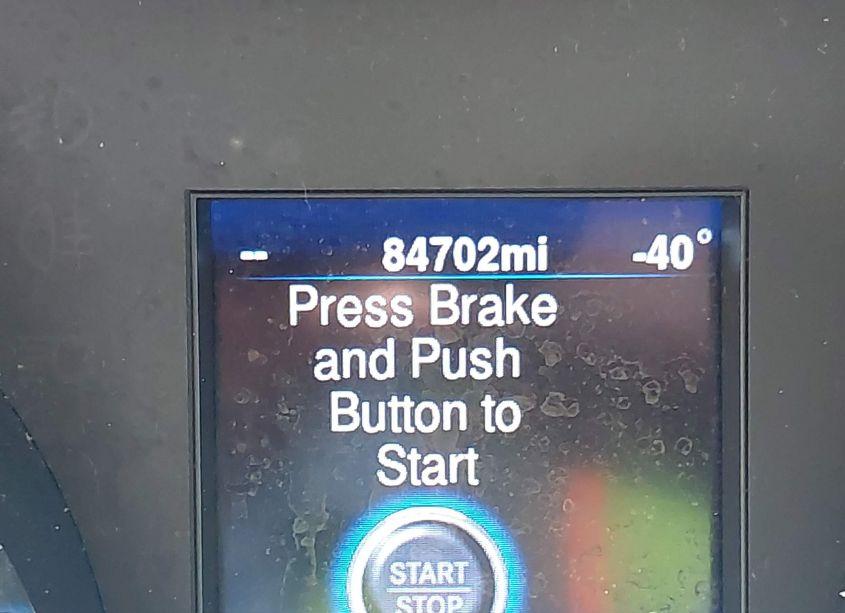 -- 84702mi -40°
Press Brake
and Push
Button to
Start
START
STOP